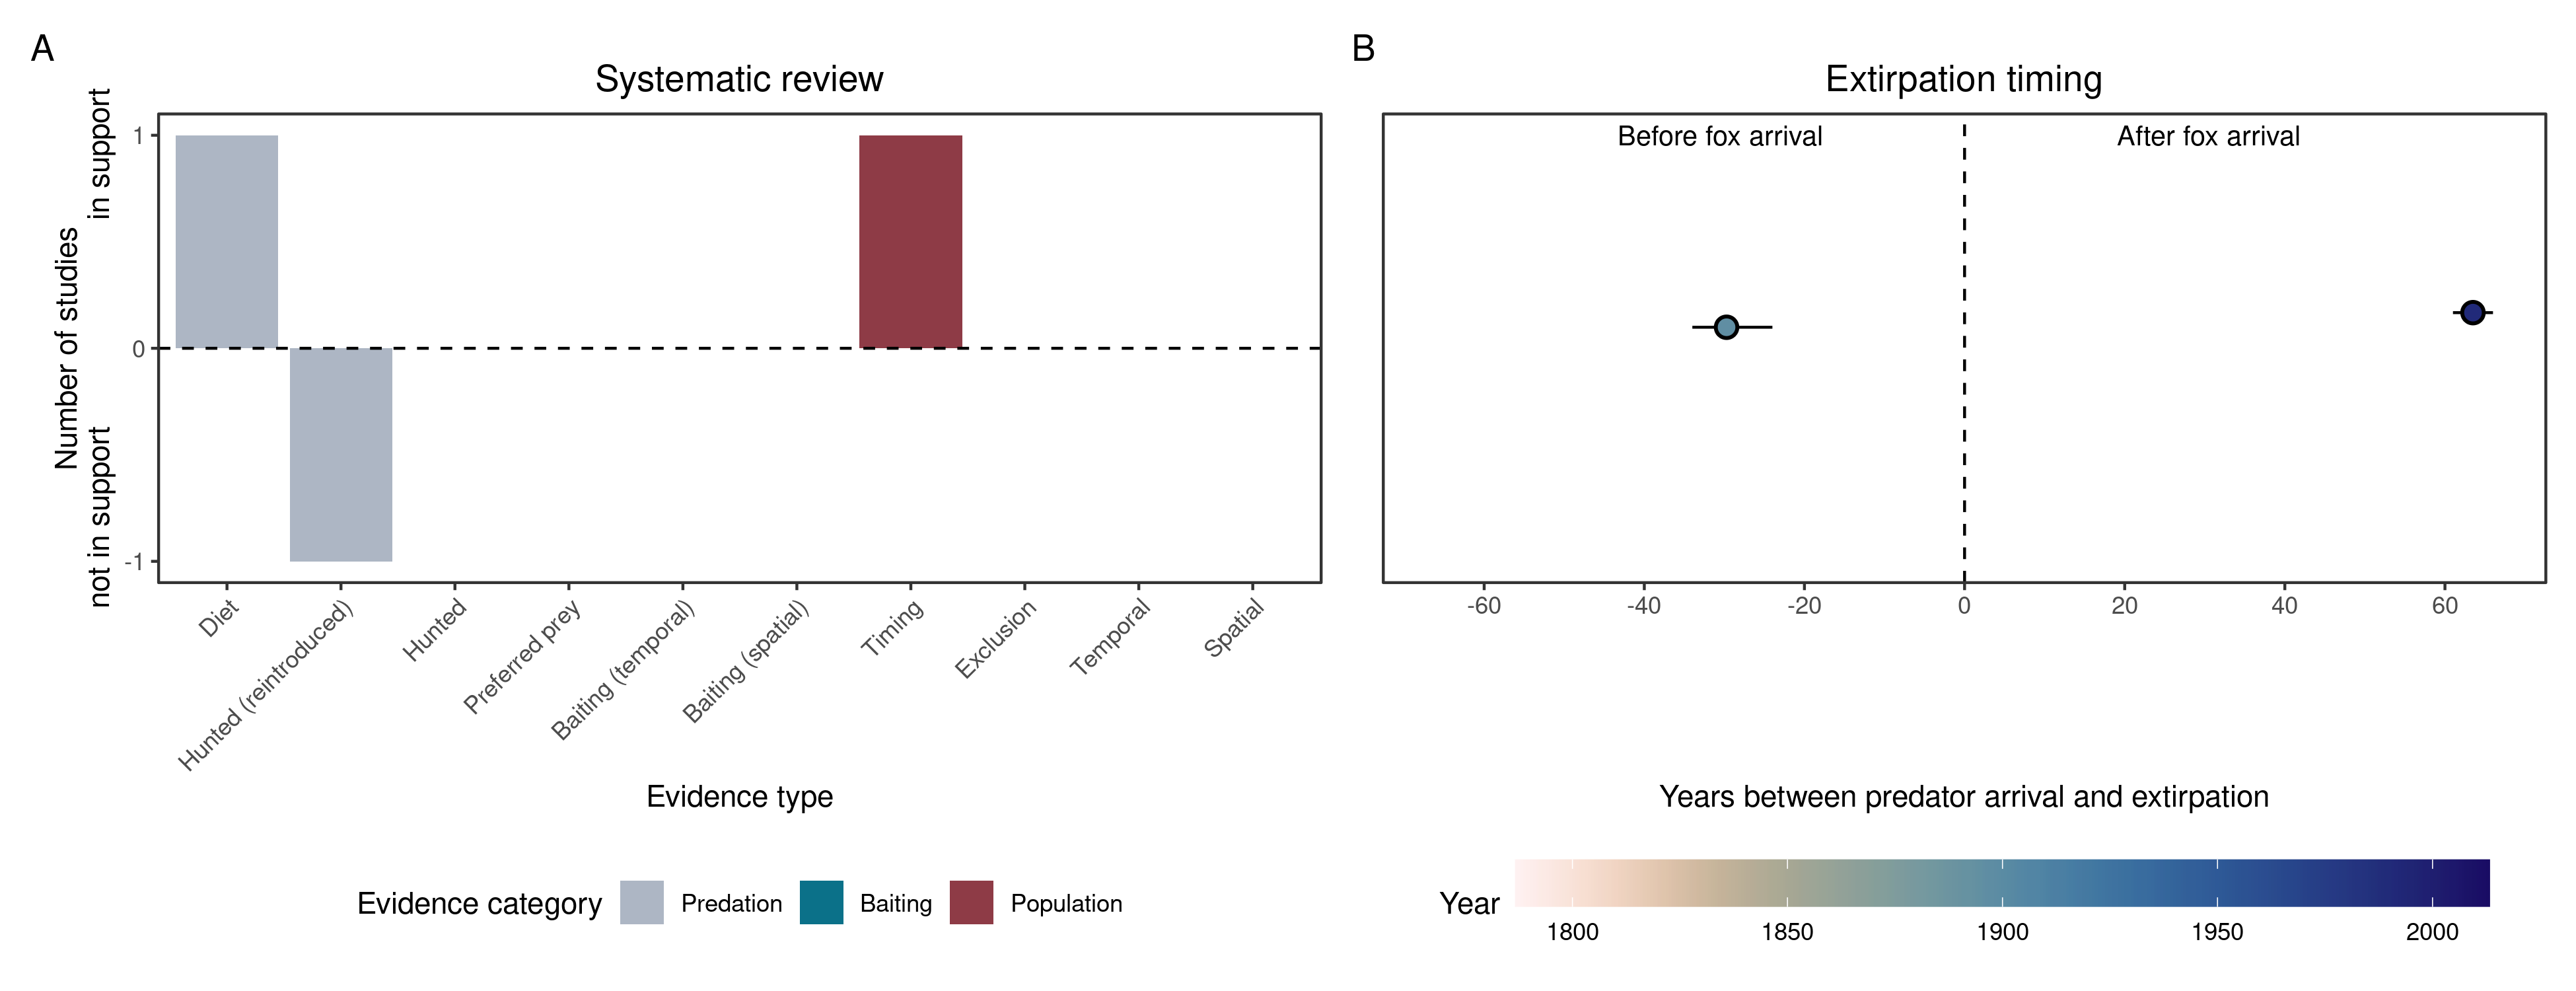 A
Systematic review
Number of studies
not in support in support
1
0
-1
Diet
Hunted (reintroduced)
Hunted
Preferred prey
Baiting (temporal)
Baiting (spatial)
Timing
Exclusion
Temporal
Spatial
Evidence type
Evidence category Predation Baiting Population
B
Extirpation timing
Before fox arrival After fox arrival
-60 -40 -20 0 20 40 60
Years between predator arrival and extirpation
Year
1800 1850 1900 1950 2000